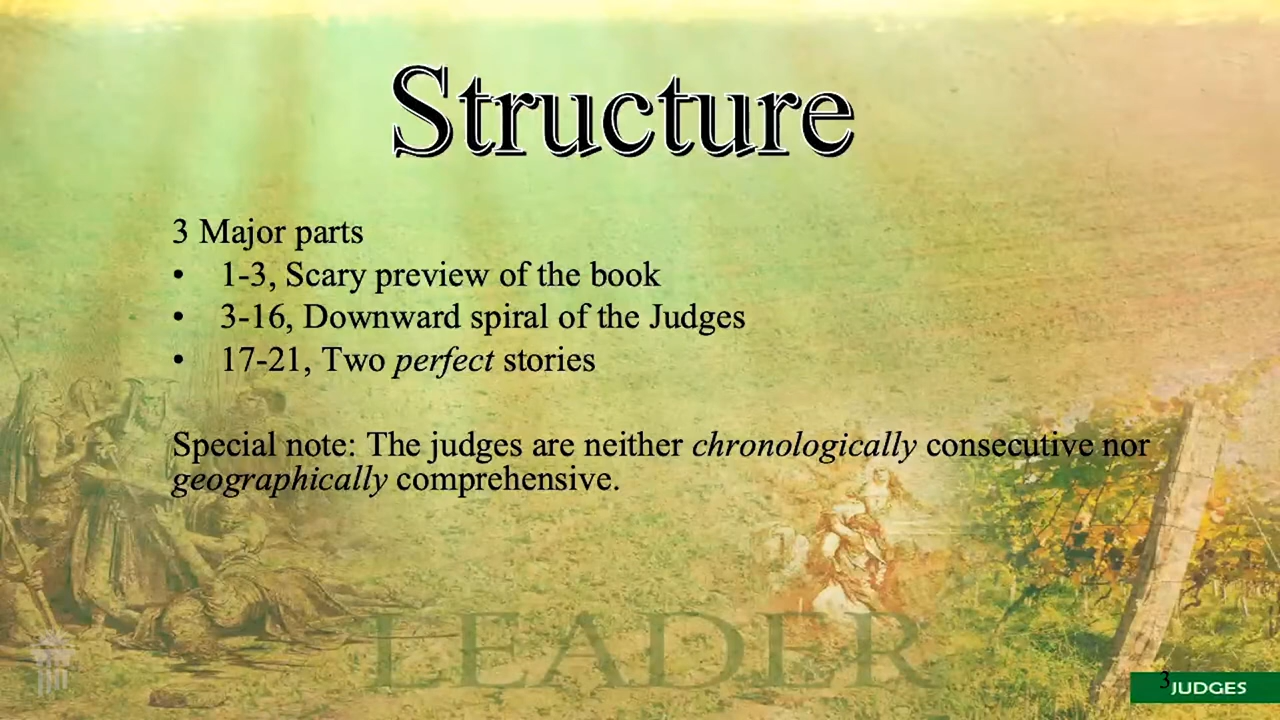 Structure
3 Major parts
• 1-3, Scary preview of the book
• 3-16, Downward spiral of the Judges
• 17-21, Two perfect stories
Special note: The judges are neither chronologically consecutive nor
geographically comprehensive.
LEADER
3
JUDGES